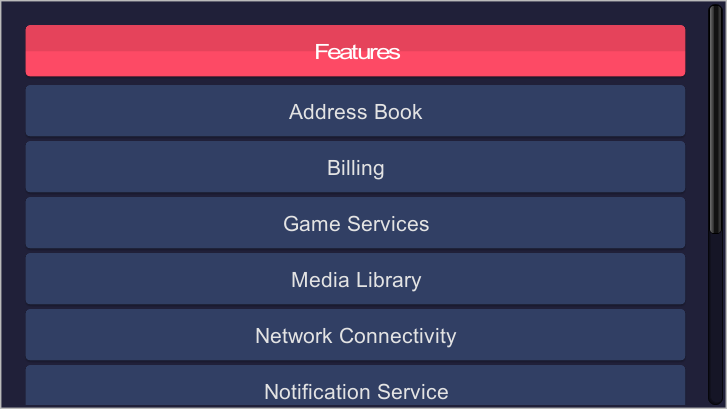 Features
Address Book
Billing
Game Services
Media Library
Network Connectivity
Notification Service